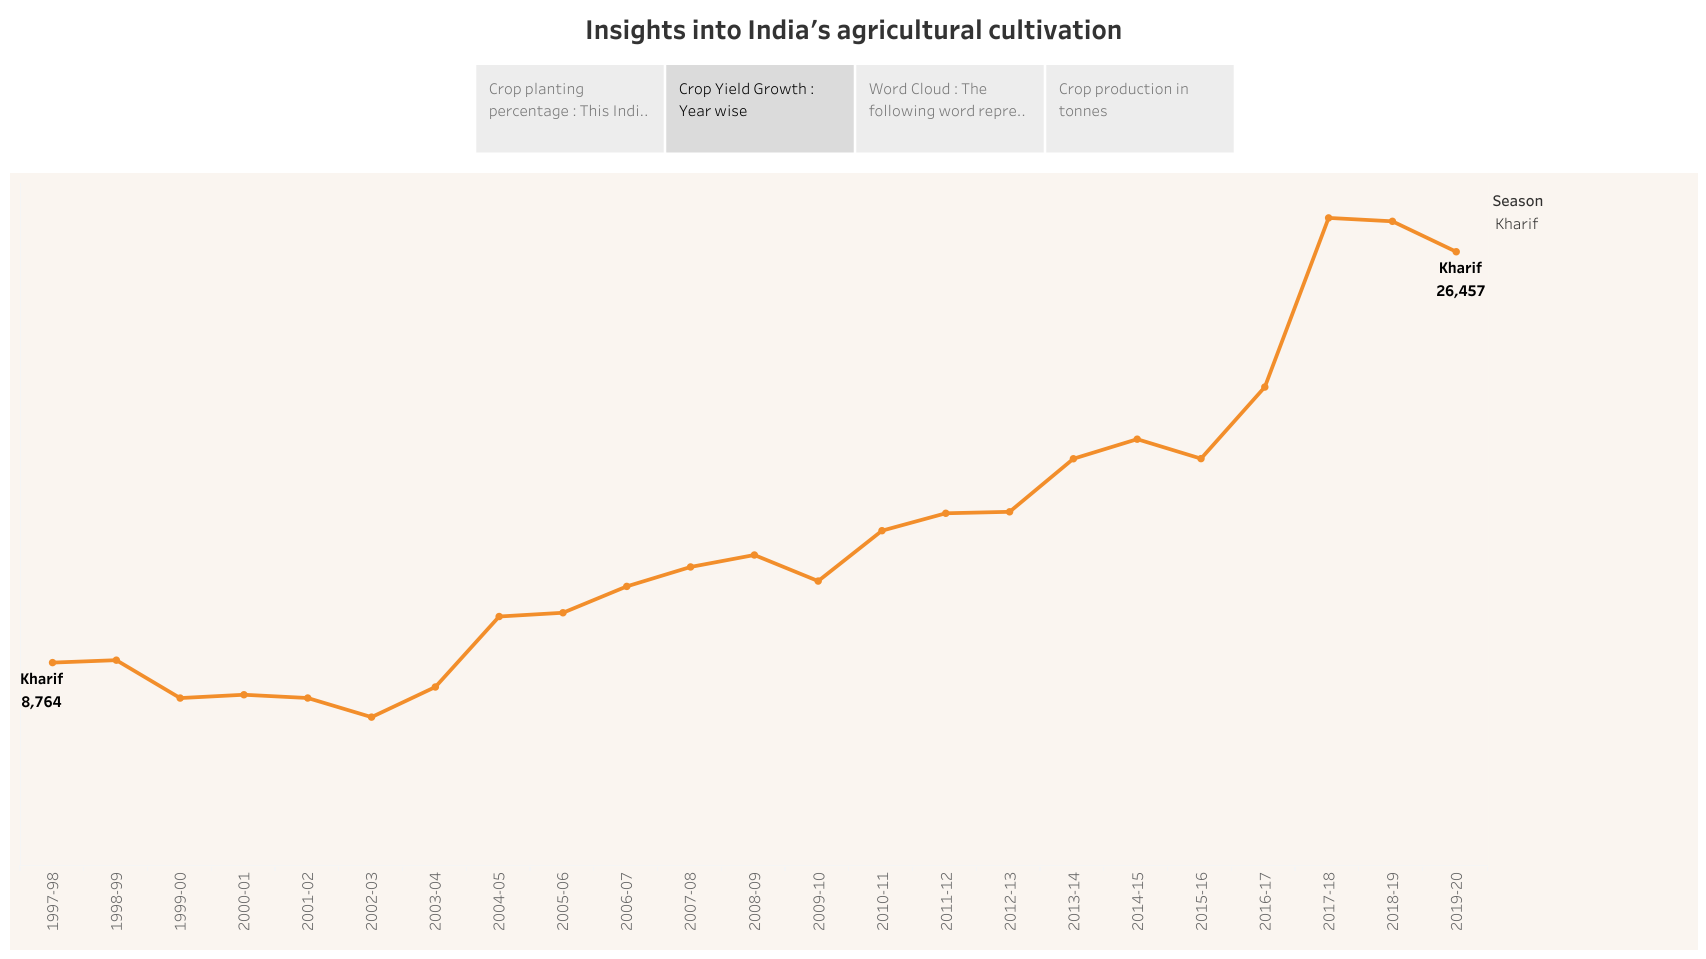 Insights into India's agricultural cultivation
Crop planting
percentage : This Indi..
Crop Yield Growth :
Year wise
Word Cloud : The
following word repre..
Crop production in
tonnes
Season
Kharif
Kharif
26,457
Kharif
8,764
1997-98
1998-99
1999-00
2000-01
2001-02
2002-03
2003-04
2004-05
2005-06
2006-07
2007-08
2008-09
2009-10
2010-11
2011-12
2012-13
2013-14
2014-15
2015-16
2016-17
2017-18
2018-19
2019-20